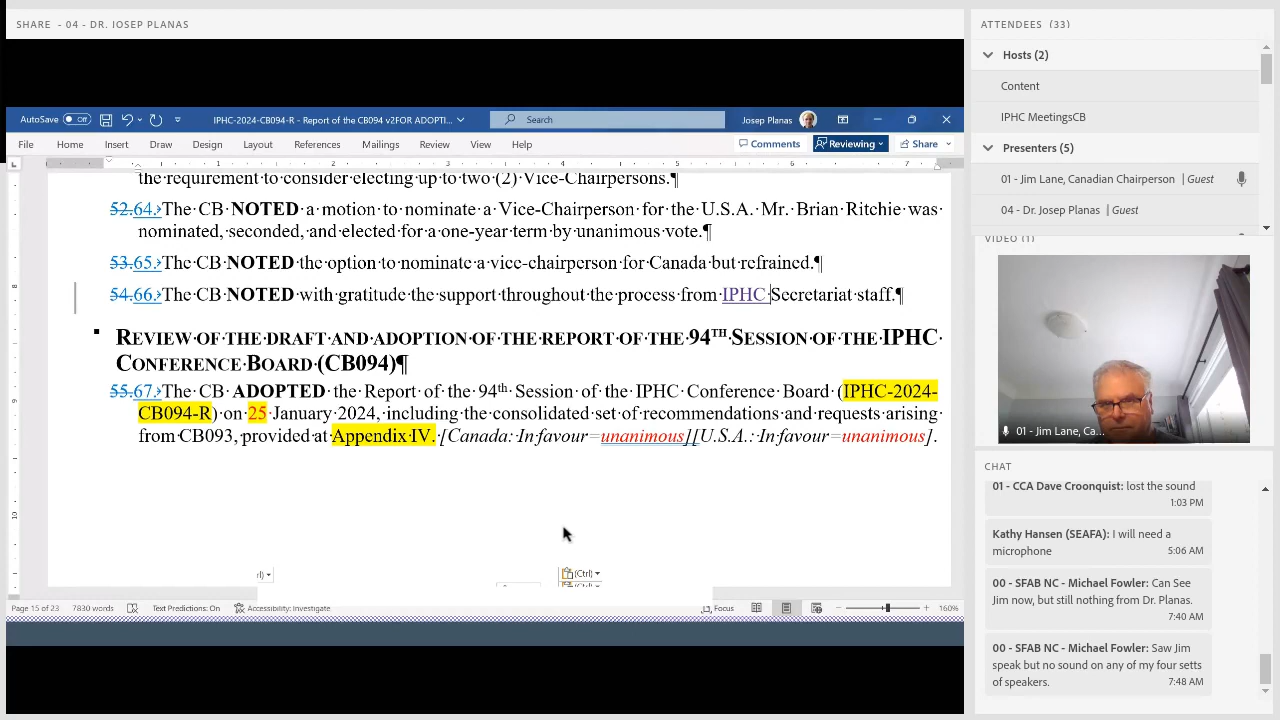 SHARE - 04 - DR. JOSEP PLANAS
AutoSave Off
IPHC-2024-CB094-R - Report of the CB094 v2FOR ADOPTI...
Search
Josep Planas
File Home Insert Draw Design Layout References Mailings Review View Help
Comments Reviewing Share
1 2 3 4 5 6 7
the requirement to consider electing up to two (2) Vice-Chairpersons.¶
52.64. The CB NOTED a motion to nominate a Vice-Chairperson for the U.S.A. Mr. Brian Ritchie was
nominated, seconded, and elected for a one-year term by unanimous vote.¶
53.65. The CB NOTED the option to nominate a vice-chairperson for Canada but refrained.¶
54.66. The CB NOTED with gratitude the support throughout the process from IPHC Secretariat staff.¶
REVIEW OF THE DRAFT AND ADOPTION OF THE REPORT OF THE 94TH SESSION OF THE IPHC
CONFERENCE BOARD (CB094)¶
55.67. The CB ADOPTED the Report of the 94th Session of the IPHC Conference Board (IPHC-2024-
CB094-R) on 25 January 2024, including the consolidated set of recommendations and requests arising
from CB093, provided at Appendix IV. [Canada: In favour=unanimous][U.S.A.: In favour=unanimous].
8
9
10
(Ctrl)
Page 15 of 23 7830 words Text Predictions: On Accessibility: Investigate
Focus
160%
ATTENDEES (33)
Hosts (2)
Content
IPHC MeetingsCB
Presenters (5)
01 - Jim Lane, Canadian Chairperson | Guest
04 - Dr. Josep Planas | Guest
VIDEO (1)
01 - Jim Lane, Ca...
CHAT
01 - CCA Dave Croonquist: lost the sound
1:03 PM
Kathy Hansen (SEAFA): I will need a
microphone
5:06 AM
00 - SFAB NC - Michael Fowler: Can See
Jim now, but still nothing from Dr. Planas.
7:40 AM
00 - SFAB NC - Michael Fowler: Saw Jim
speak but no sound on any of my four setts
of speakers.
7:48 AM